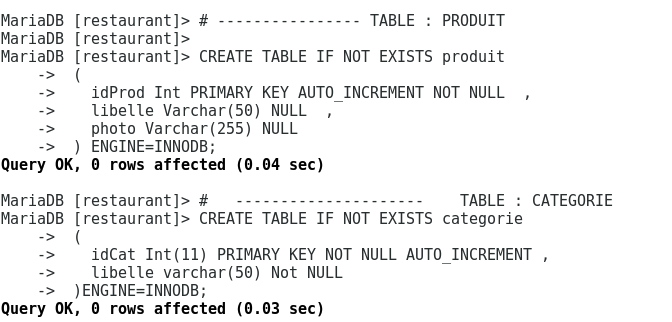 MariaDB [restaurant]> # ---------------- TABLE : PRODUIT
MariaDB [restaurant]>
MariaDB [restaurant]> CREATE TABLE IF NOT EXISTS produit
    ->  (
    ->    idProd Int PRIMARY KEY AUTO_INCREMENT NOT NULL  ,
    ->    libelle Varchar(50) NULL  ,
    ->    photo Varchar(255) NULL
    ->  ) ENGINE=INNODB;
Query OK, 0 rows affected (0.04 sec)

MariaDB [restaurant]> #   ---------------------    TABLE : CATEGORIE
MariaDB [restaurant]> CREATE TABLE IF NOT EXISTS categorie
    ->  (
    ->    idCat Int(11) PRIMARY KEY NOT NULL AUTO_INCREMENT ,
    ->    libelle varchar(50) Not NULL
    ->  )ENGINE=INNODB;
Query OK, 0 rows affected (0.03 sec)